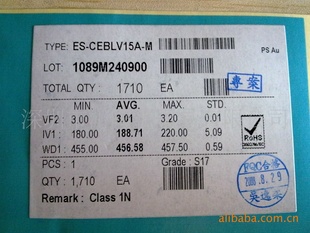 TYPE: ES-CEBLV15A-M
PS Au
LOT: 1089M240900
TOTAL QTY : 1710 EA
專案
MIN. AVG. MAX. STD.
VF2 : 3.00 3.01 3.20 0.01
IV1 : 180.00 188.71 220.00 5.09
WD1 : 455.00 456.58 457.50 0.59
RoHS
PCS : 1
Grade : S17
QTY : 1,710 EA
Remark : Class 1N
2008.8.29
alibaba.com.cn